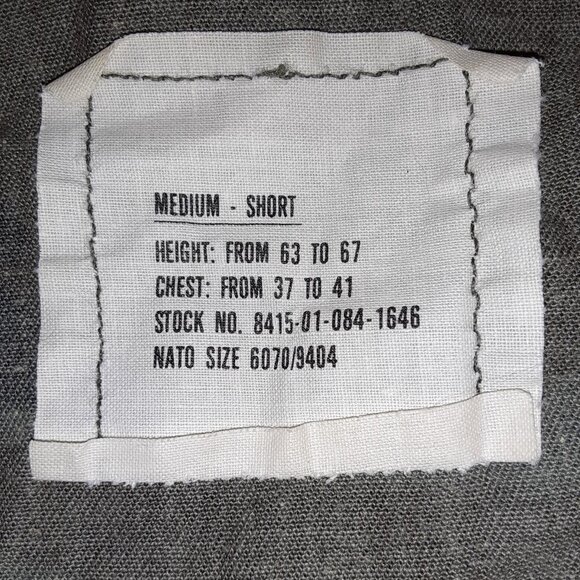 MEDIUM - SHORT
HEIGHT: FROM 63 TO 67
CHEST: FROM 37 TO 41
STOCK NO. 8415-01-084-1646
NATO SIZE 6070/9404